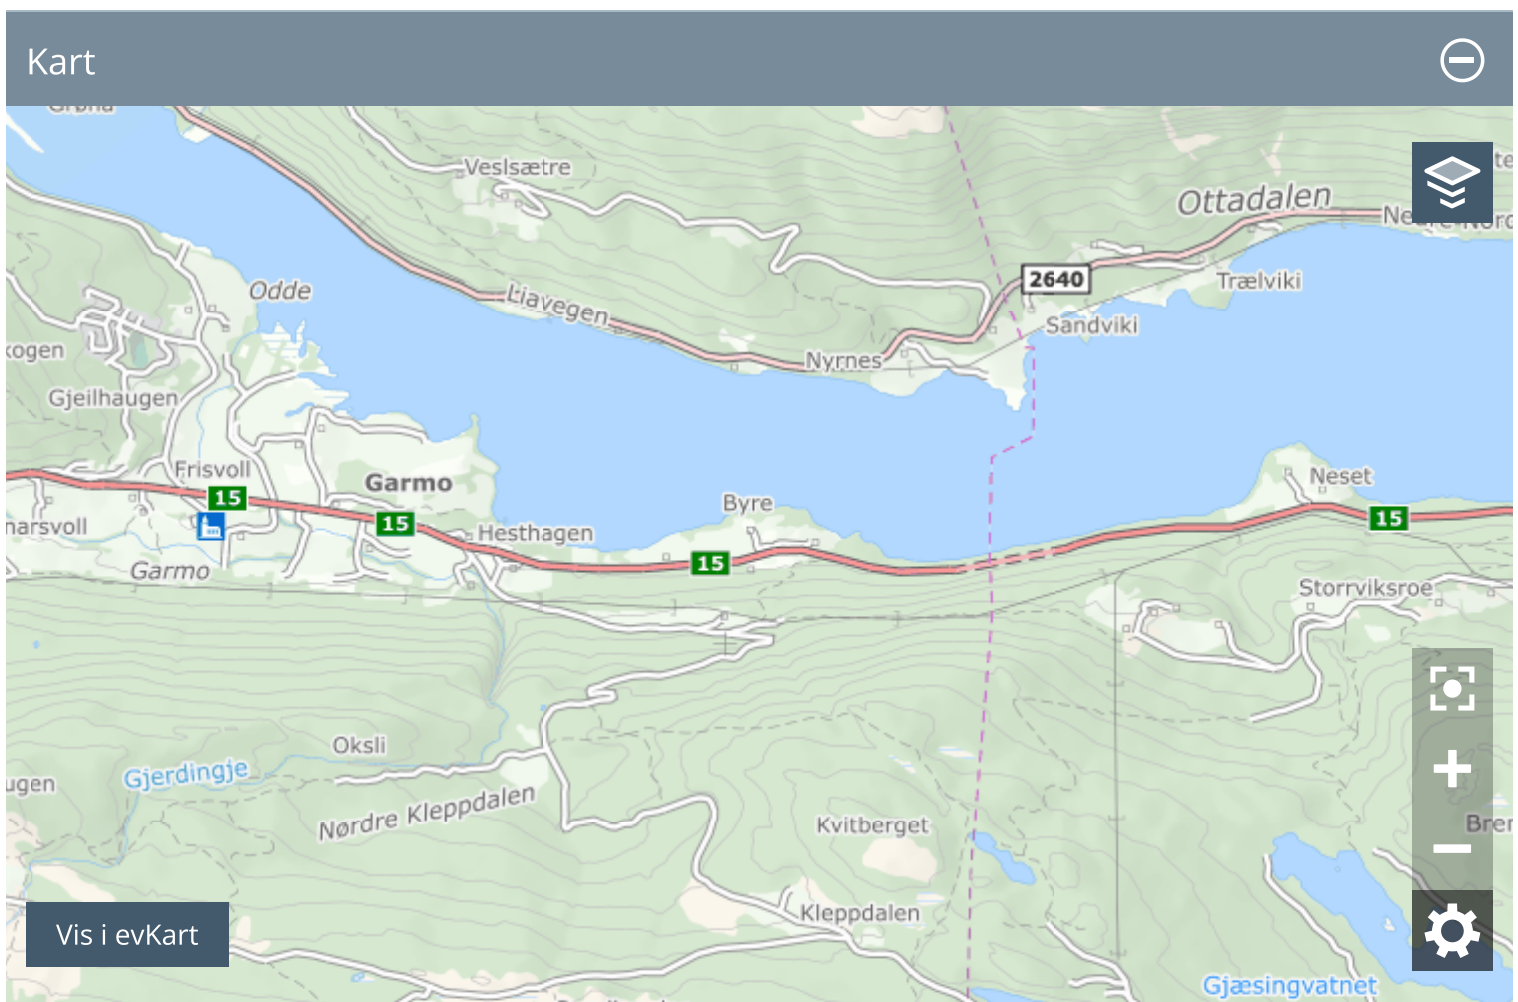 Kart
Veslsætre
Ottadalen
Odde
Liavegen
2640
Trælviki
Sandviki
Nyrnes
Gjeilhaugen
Frisvoll
Garmo
15
15
15
15
Byre
Neset
Hesthagen
Garmo
Storrviksroe
Oksli
Gjerdingje
Nørdre Kleppdalen
Kvitberget
Kleppdalen
Vis i evKart
Gjæsingvatnet